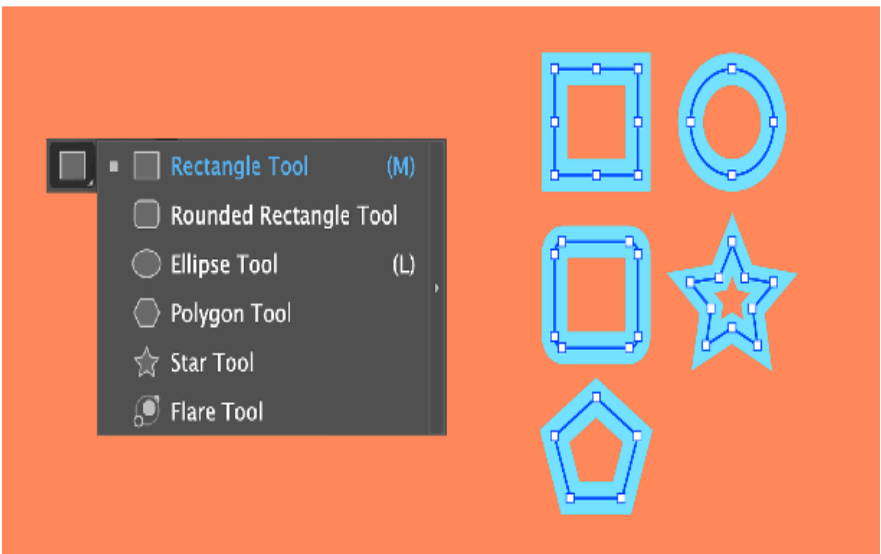 Rectangle Tool (M)
Rounded Rectangle Tool
Ellipse Tool (L)
Polygon Tool
Star Tool
Flare Tool